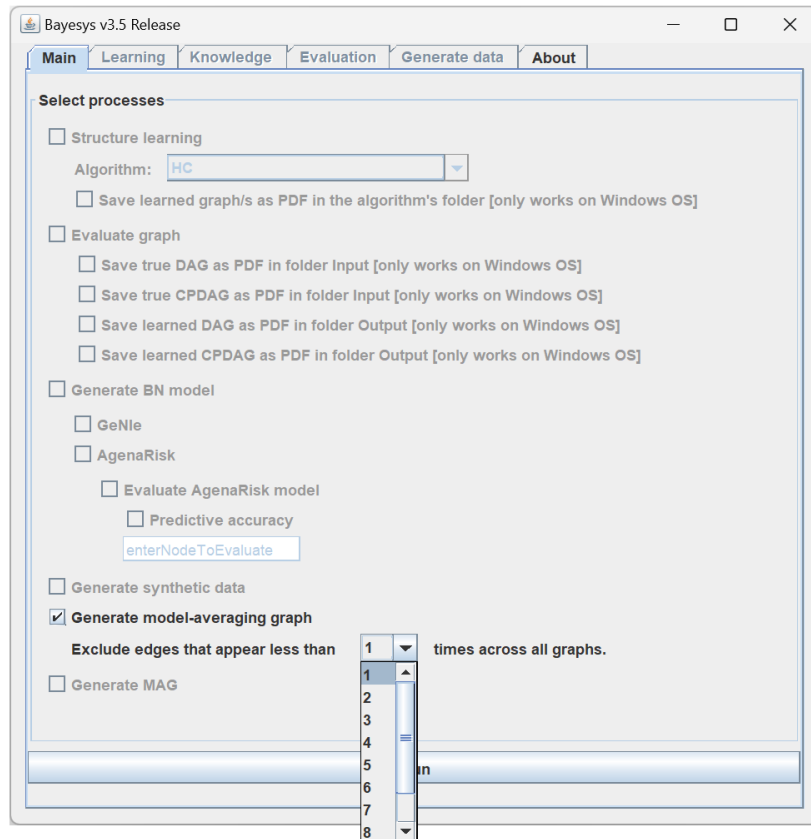 Bayesys v3.5 Release
Main Learning Knowledge Evaluation Generate data About
Select processes
Structure learning
Algorithm: HC
Save learned graph/s as PDF in the algorithm's folder [only works on Windows OS]
Evaluate graph
Save true DAG as PDF in folder Input [only works on Windows OS]
Save true CPDAG as PDF in folder Input [only works on Windows OS]
Save learned DAG as PDF in folder Output [only works on Windows OS]
Save learned CPDAG as PDF in folder Output [only works on Windows OS]
Generate BN model
GeNIe
AgenaRisk
Evaluate AgenaRisk model
Predictive accuracy
enterNodeToEvaluate
Generate synthetic data
Generate model-averaging graph
Exclude edges that appear less than 1 times across all graphs.
1
Generate MAG
2
3
4
5
6
7
8